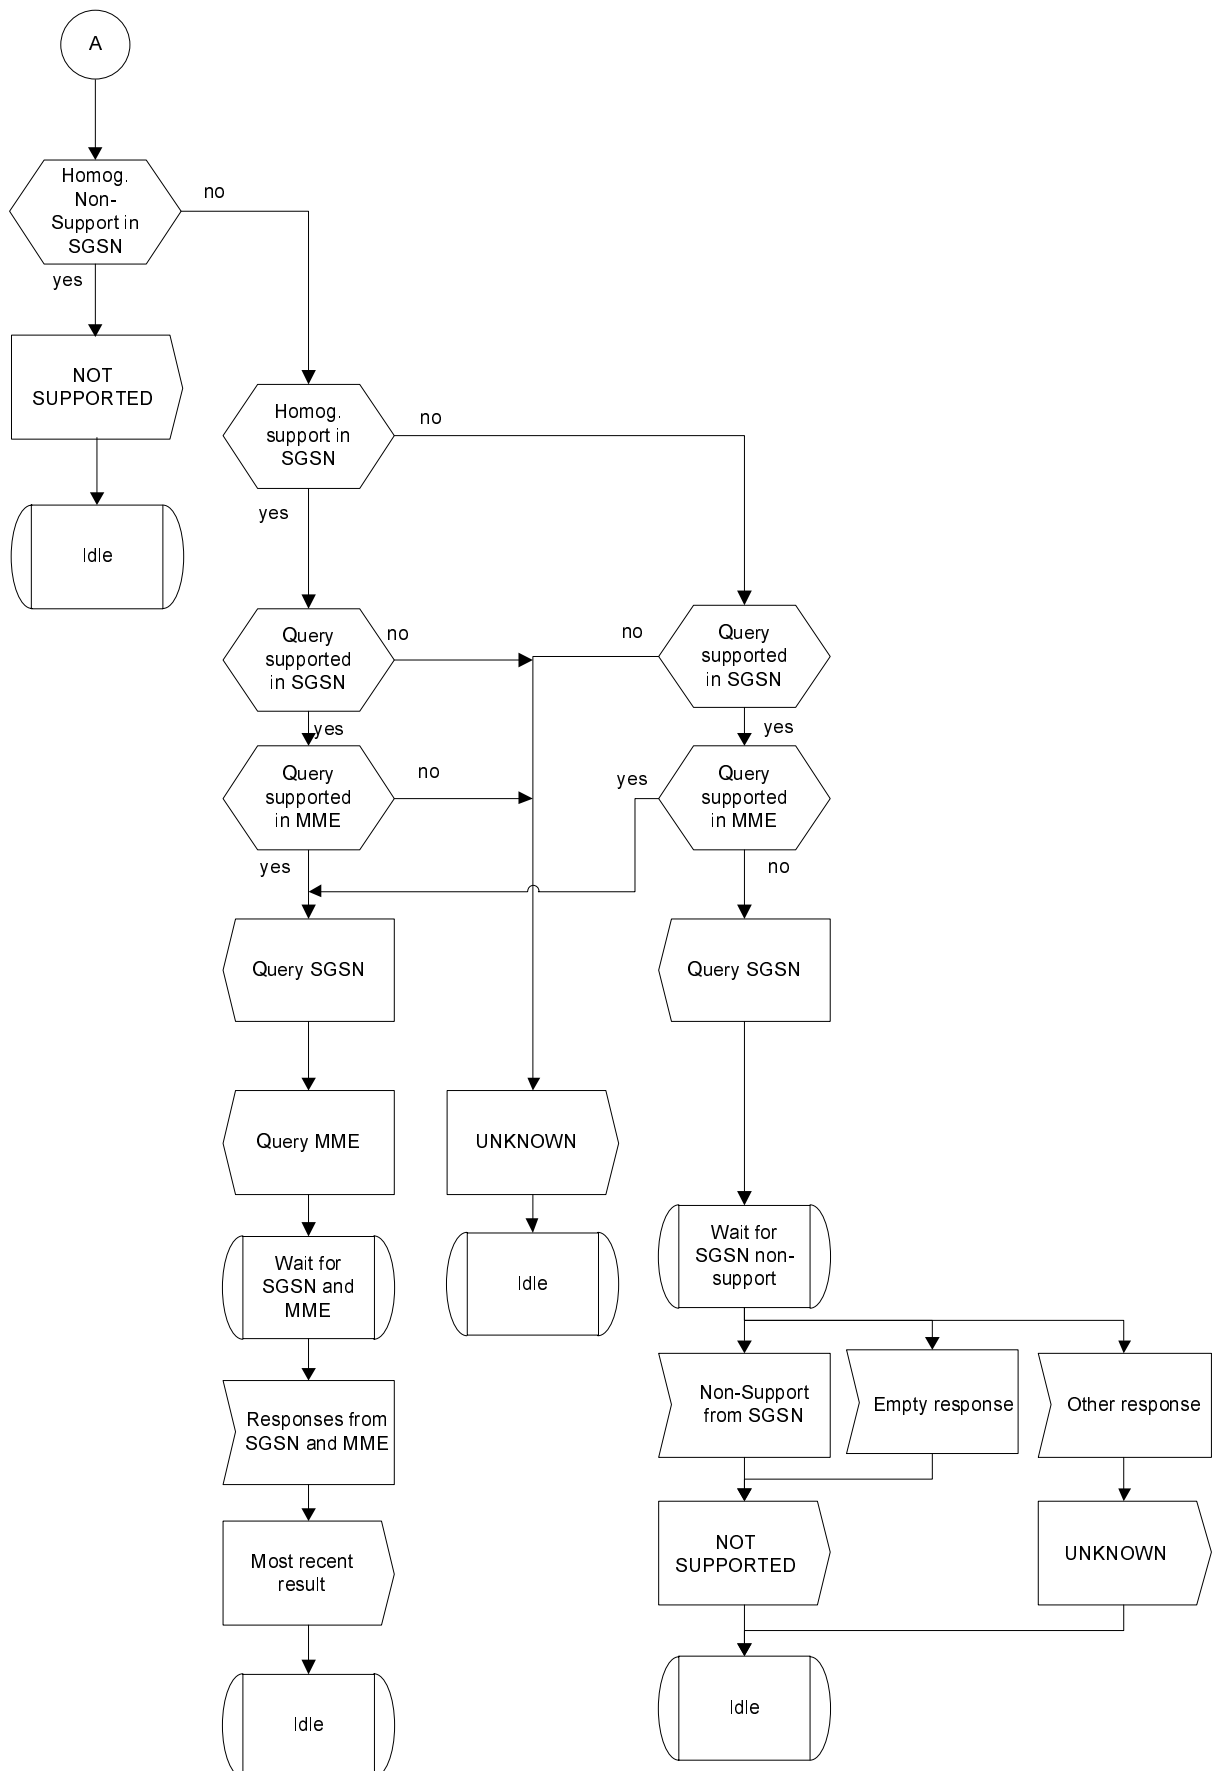 A
Homog.
Non-
Support in
SGSN
no
yes
NOT
SUPPORTED
Idle
Homog.
support in
SGSN
no
yes
Query
supported
in SGSN
no
yes
no
Query
supported
in SGSN
yes
Query
supported
in MME
no
yes
yes
Query
supported
in MME
no
Query SGSN
Query SGSN
Query MME
UNKNOWN
Wait for
SGSN and
MME
Idle
Wait for
SGSN non-
support
Responses from
SGSN and MME
Non-Support
from SGSN
Empty response
Other response
Most recent
result
NOT
SUPPORTED
UNKNOWN
Idle
Idle